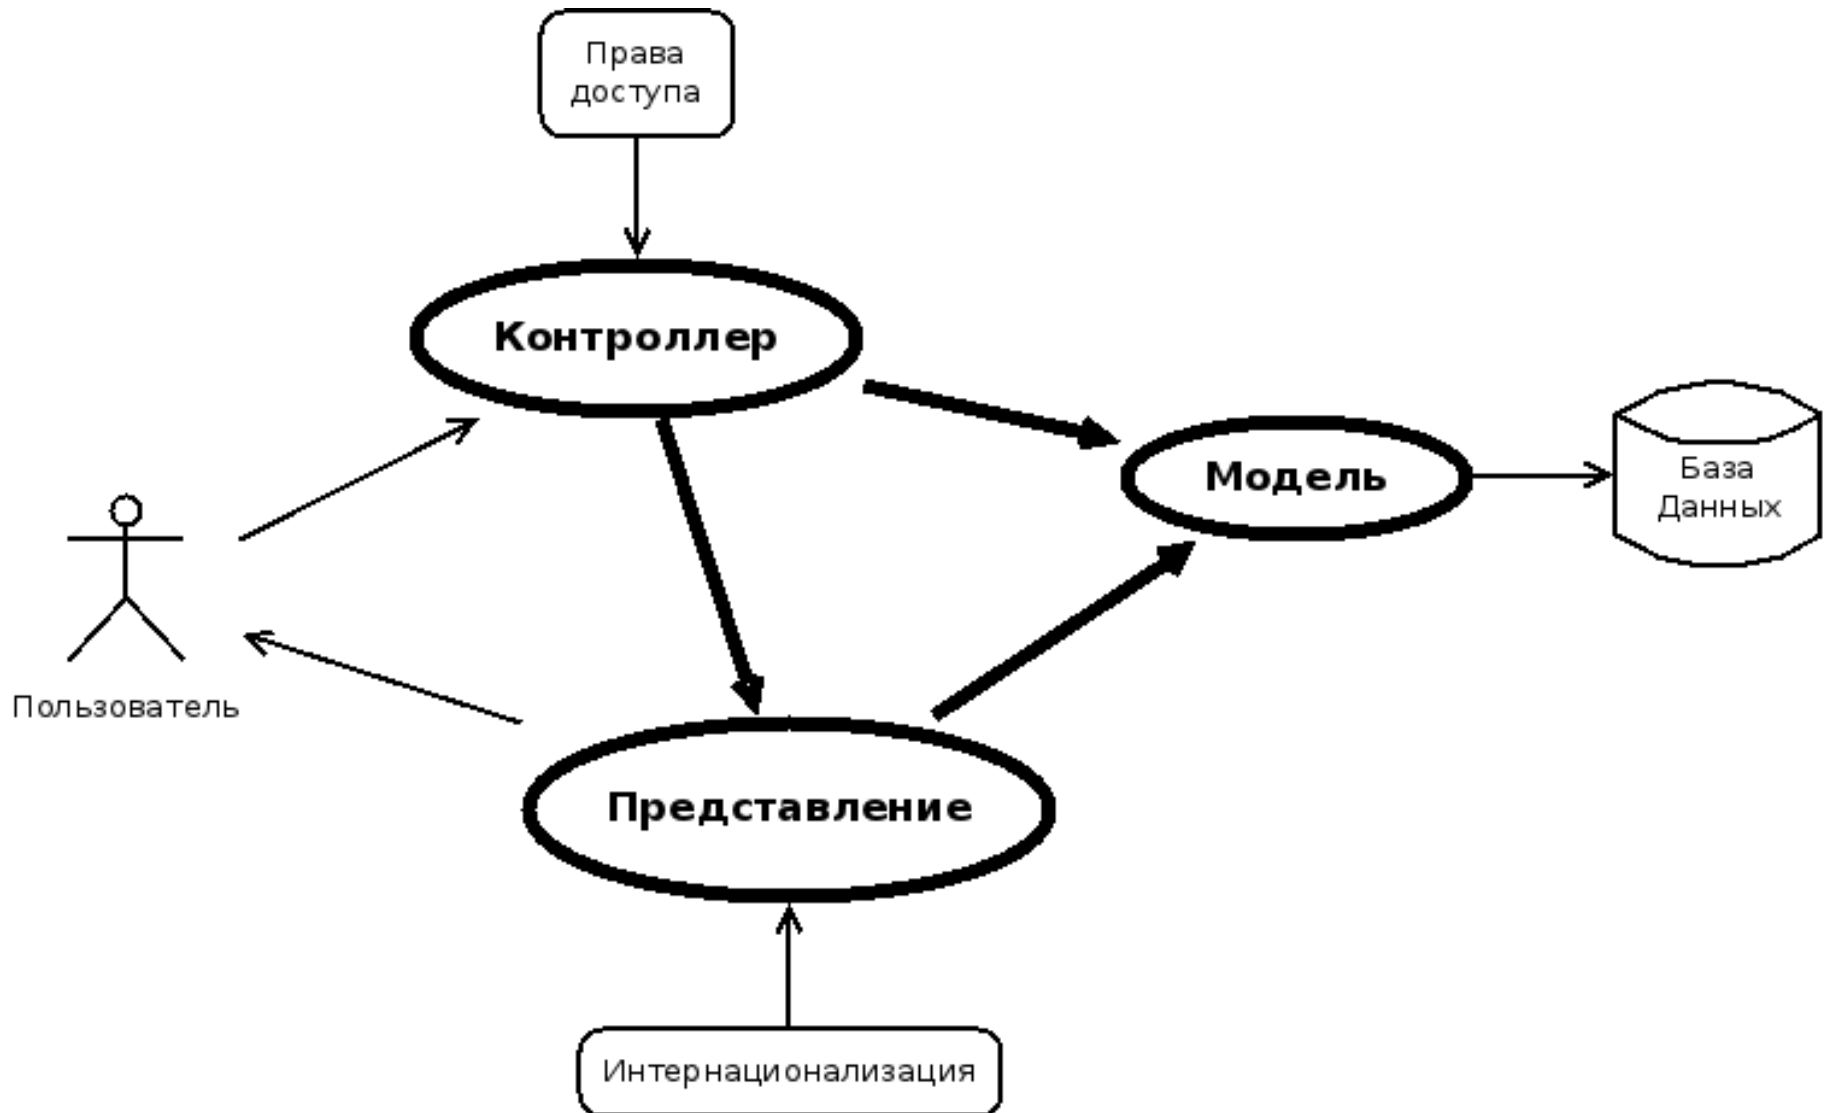 Права
доступа
Контроллер
Модель
База
Данных
Пользователь
Представление
Интернационализация